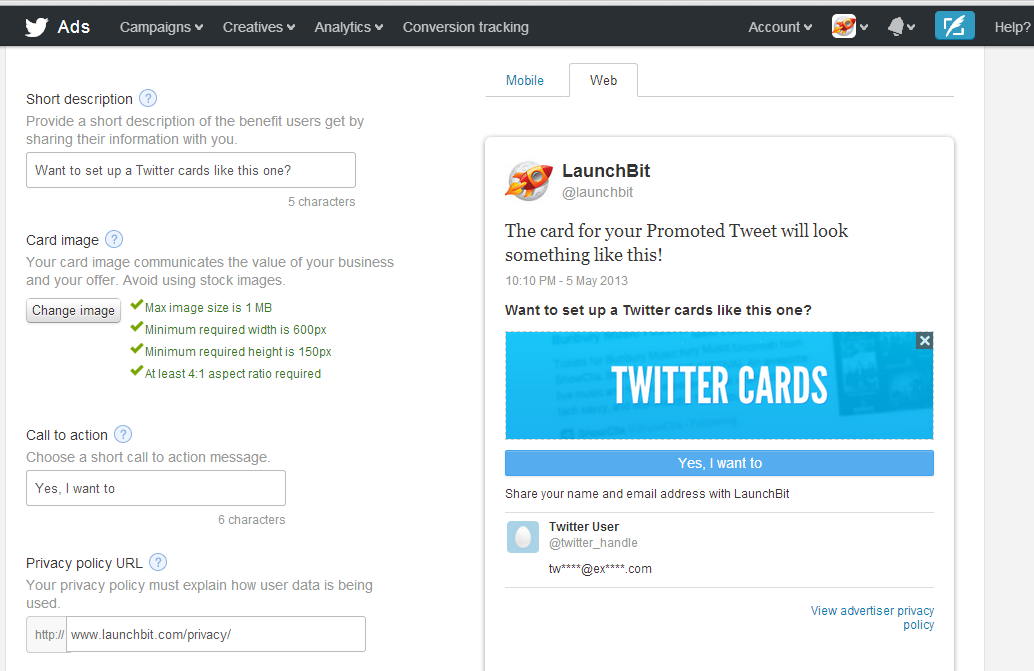 Ads Campaigns Creatives Analytics Conversion tracking Account Help?
Short description ?
Provide a short description of the benefit users get by
sharing their information with you.
Want to set up a Twitter cards like this one?
5 characters
Card image ?
Your card image communicates the value of your business
and your offer. Avoid using stock images.
Change image
Max image size is 1 MB
Minimum required width is 600px
Minimum required height is 150px
At least 4:1 aspect ratio required
Call to action ?
Choose a short call to action message.
Yes, I want to
6 characters
Privacy policy URL ?
Your privacy policy must explain how user data is being
used.
http:// www.launchbit.com/privacy/
Mobile Web
LaunchBit
@launchbit
The card for your Promoted Tweet will look
something like this!
10:10 PM - 5 May 2013
Want to set up a Twitter cards like this one?
TWITTER CARDS
Yes, I want to
Share your name and email address with LaunchBit
Twitter User
@twitter_handle
tw****@ex****.com
View advertiser privacy
policy